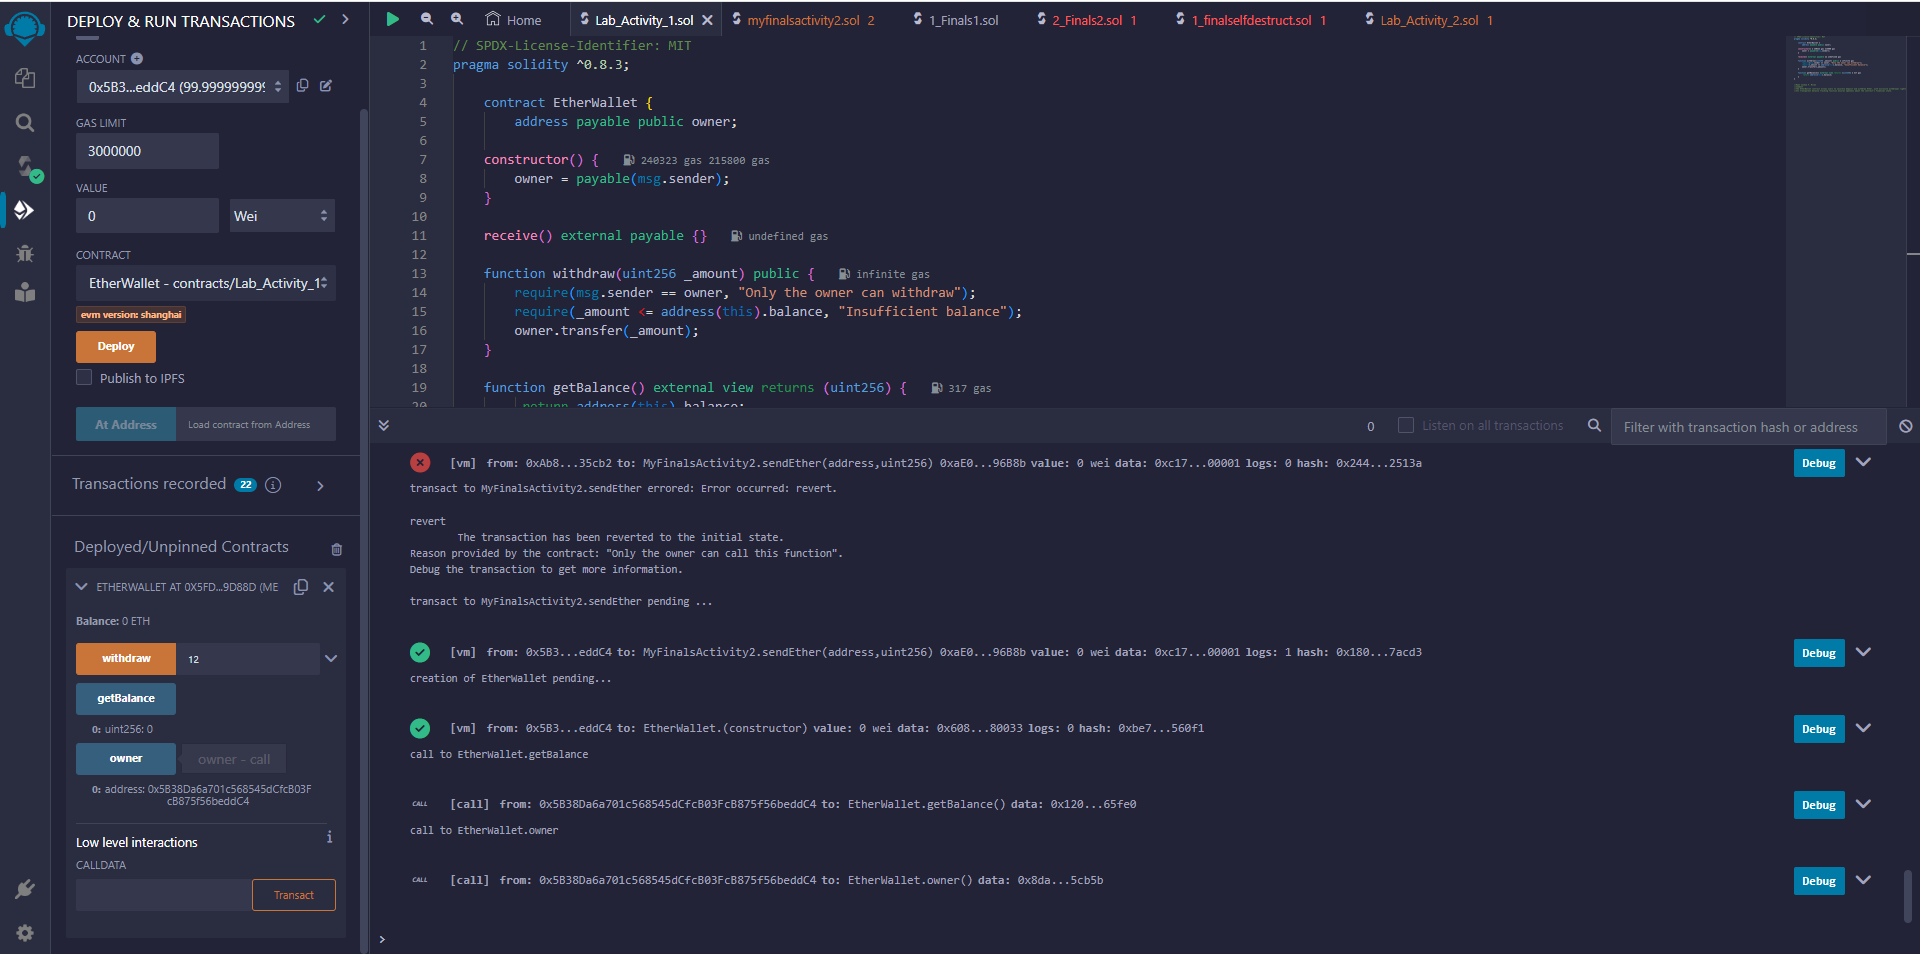 DEPLOY & RUN TRANSACTIONS
ACCOUNT
0x5B3...eddC4 (99.999999999
GAS LIMIT
3000000
VALUE
0
Wei
CONTRACT
EtherWallet - contracts/Lab_Activity_1
evm version: shanghai
Deploy
Publish to IPFS
At Address
Load contract from Address
Transactions recorded 22
Deployed/Unpinned Contracts
ETHERWALLET AT 0X5FD...9D88D (ME
Balance: 0 ETH
withdraw 12
getBalance
0: uint256: 0
owner
owner - call
0: address: 0x5B38Da6a701c568545dCfcB03F
cB875f56beddC4
Low level interactions
CALLDATA
Transact
Home
Lab_Activity_1.sol
myfinalsactivity2.sol 2
1_Finals1.sol
2_Finals2.sol 1
1_finalselfdestruct.sol 1
Lab_Activity_2.sol 1
1 // SPDX-License-Identifier: MIT
2 pragma solidity ^0.8.3;
3
4 contract EtherWallet {
5 address payable public owner;
6
7 constructor() { 240323 gas 215800 gas
8 owner = payable(msg.sender);
9 }
10
11 receive() external payable {} undefined gas
12
13 function withdraw(uint256 _amount) public { infinite gas
14 require(msg.sender == owner, "Only the owner can withdraw");
15 require(_amount <= address(this).balance, "Insufficient balance");
16 owner.transfer(_amount);
17 }
18
19 function getBalance() external view returns (uint256) { 317 gas
20 return address(this).balance;
0
Listen on all transactions
Filter with transaction hash or address
[vm] from: 0xAb8...35cb2 to: MyFinalsActivity2.sendEther(address,uint256) 0xaE0...96B8b value: 0 wei data: 0xc17...00001 logs: 0 hash: 0x244...2513a
Debug
transact to MyFinalsActivity2.sendEther errored: Error occurred: revert.
revert
The transaction has been reverted to the initial state.
Reason provided by the contract: "Only the owner can call this function".
Debug the transaction to get more information.
transact to MyFinalsActivity2.sendEther pending ...
[vm] from: 0x5B3...eddC4 to: MyFinalsActivity2.sendEther(address,uint256) 0xaE0...96B8b value: 0 wei data: 0xc17...00001 logs: 1 hash: 0x180...7acd3
Debug
creation of EtherWallet pending...
[vm] from: 0x5B3...eddC4 to: EtherWallet.(constructor) value: 0 wei data: 0x608...80033 logs: 0 hash: 0xbe7...560f1
Debug
call to EtherWallet.getBalance
CALL [call] from: 0x5B38Da6a701c568545dCfcB03FcB875f56beddC4 to: EtherWallet.getBalance() data: 0x120...65fe0
Debug
call to EtherWallet.owner
CALL [call] from: 0x5B38Da6a701c568545dCfcB03FcB875f56beddC4 to: EtherWallet.owner() data: 0x8da...5cb5b
Debug
>